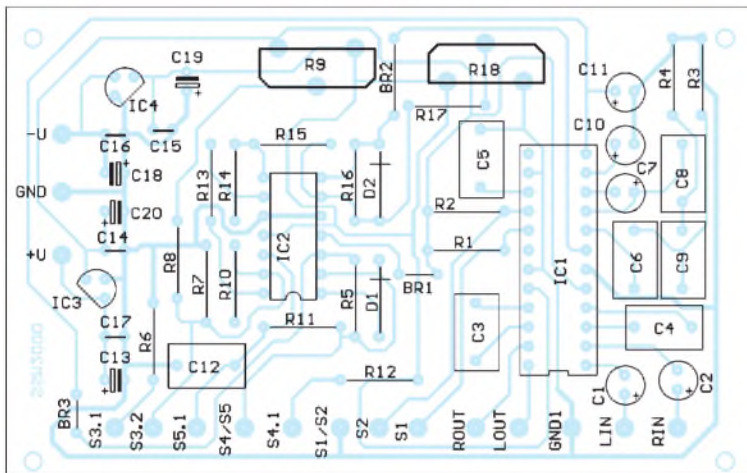 C19
R9
BR2
R18
C11
R4
R3
IC4
R17
-U
C16
C15
R15
C10
C5
C7
C8
C18
R13
R14
R16
D2
GND
C20
IC2
R2
+U
C14
R8
R7
R10
R1
IC1
C6
C9
IC3
R5
D1
BR1
C17
R6
R11
C3
C4
C13
C12
R12
C1
C2
BR3
S3.1
S3.2
S5.1
S4/S5
S4.1
S1/S2
S2
S1
ROUT
LOUT
GND1
LIN
RIN